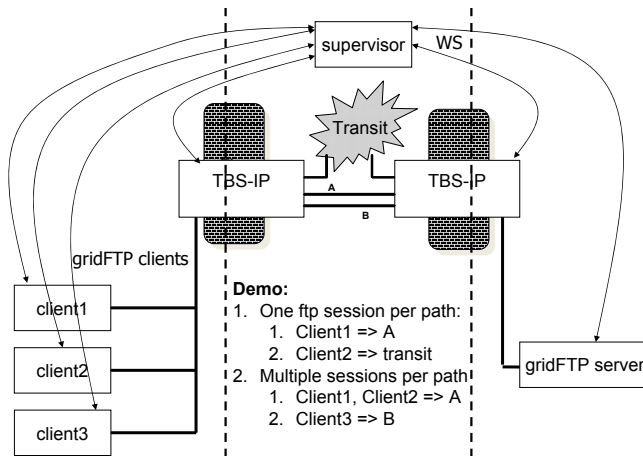 supervisor
WS
Transit
TBS-IP
TBS-IP
A
B
gridFTP clients
client1
client2
client3
Demo:
1. One ftp session per path:
1. Client1 => A
2. Client2 => transit
2. Multiple sessions per path
1. Client1, Client2 => A
2. Client3 => B
gridFTP server